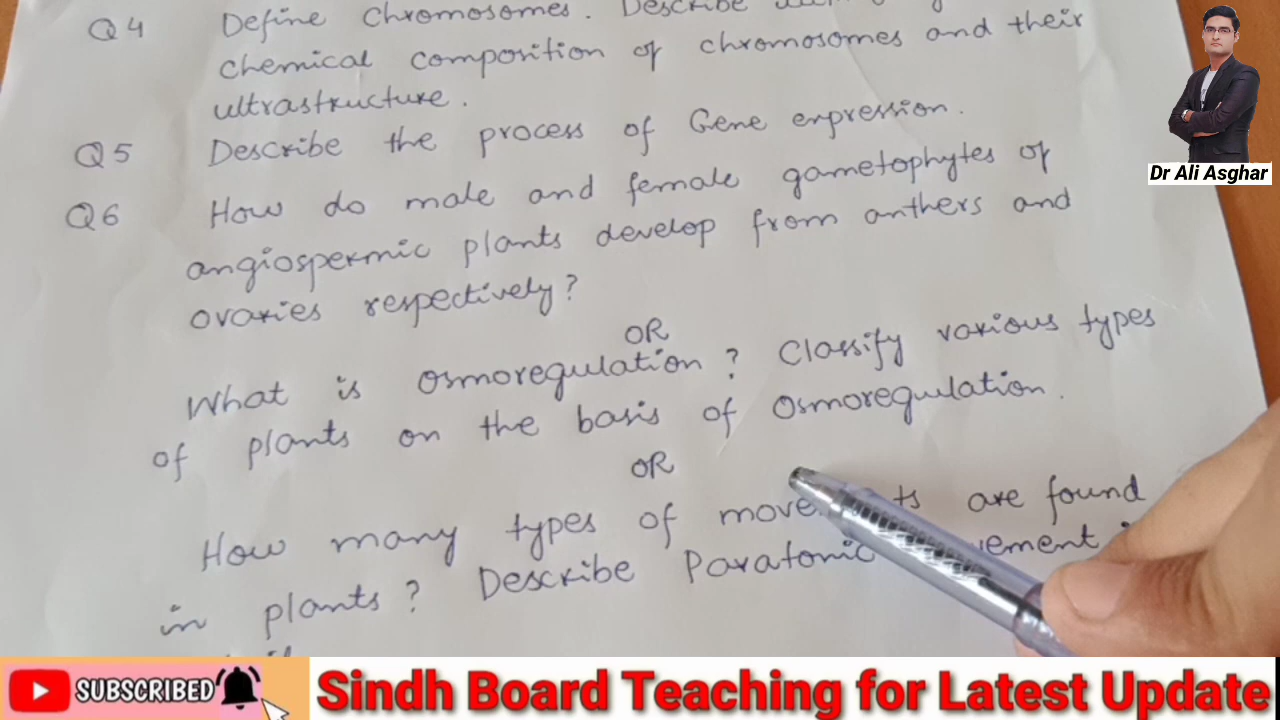 Q4 Define Chromosomes. Describe
chemical composition of chromosomes and their
ultrastructure.
Q5 Describe the process of Gene expression.
Q6 How do male and female gametophytes of
angiospermic plants develop from anthers and
ovaries respectively?
OR
What is Osmoregulation? Classify various types
of plants on the basis of Osmoregulation.
OR
How many types of are found
in plants? Describe Paratonic
Dr Ali Asghar
SUBSCRIBED
Sindh Board Teaching for Latest Update